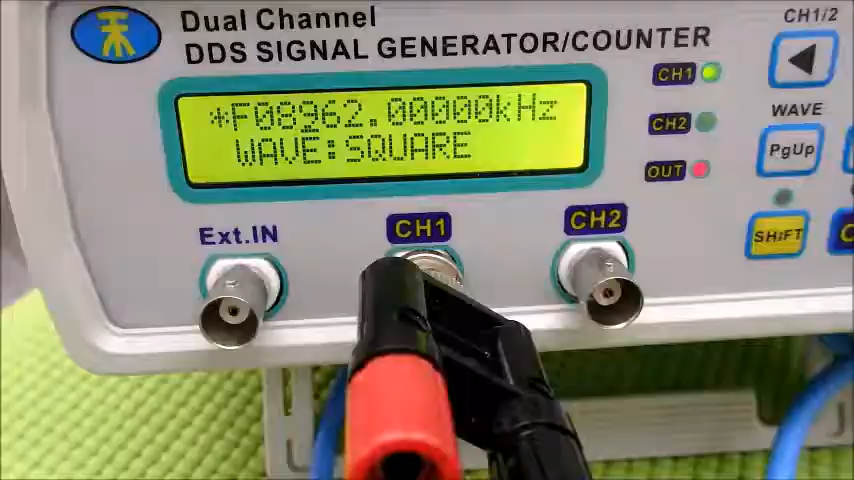 Dual Channel
DDS SIGNAL GENERATOR/COUNTER
CH1/2
*F08962.00000kHz
WAVE:SQUARE
CH1
CH2
OUT
WAVE
PgUp
SHIFT
Ext.IN
CH1
CH2